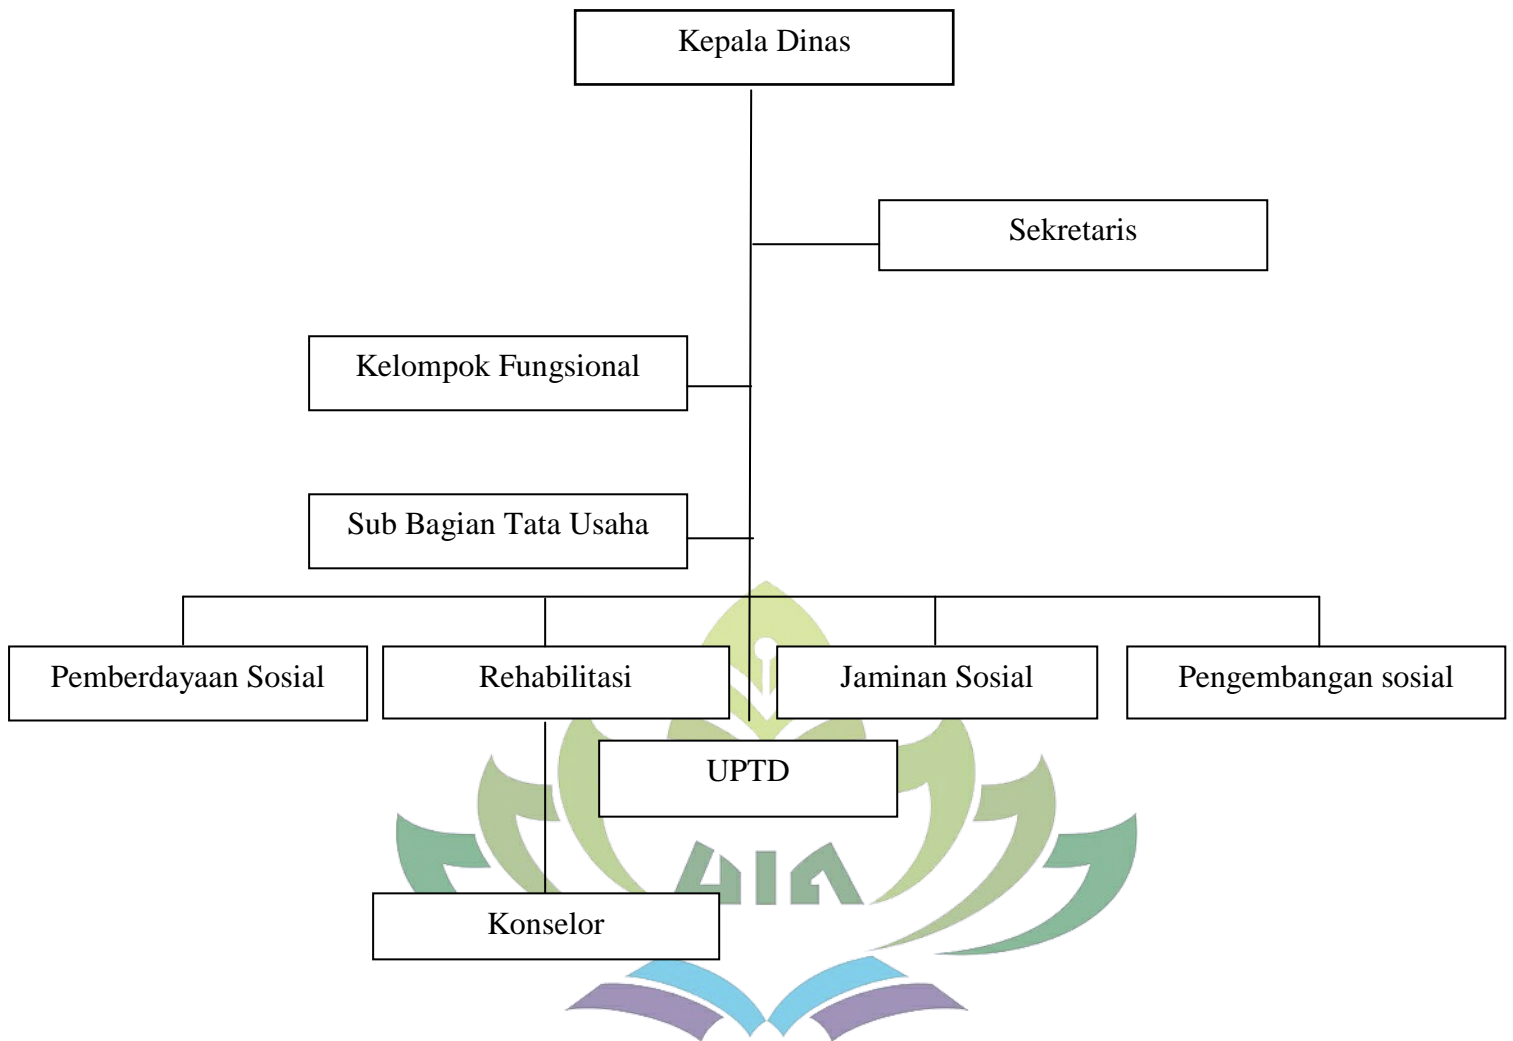 Kepala Dinas
Sekretaris
Kelompok Fungsional
Sub Bagian Tata Usaha
Pemberdayaan Sosial
Rehabilitasi
Jaminan Sosial
Pengembangan sosial
UPTD
Konselor